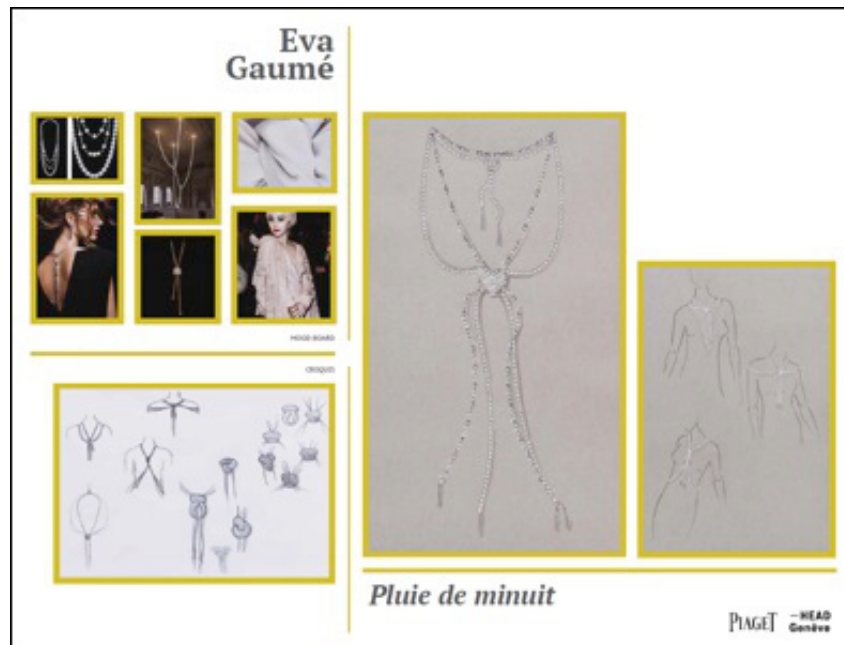 Eva
Gaumé
MOOD BOARD
CROQUIS
Pluie de minuit
PIAGET
—HEAD
Genève